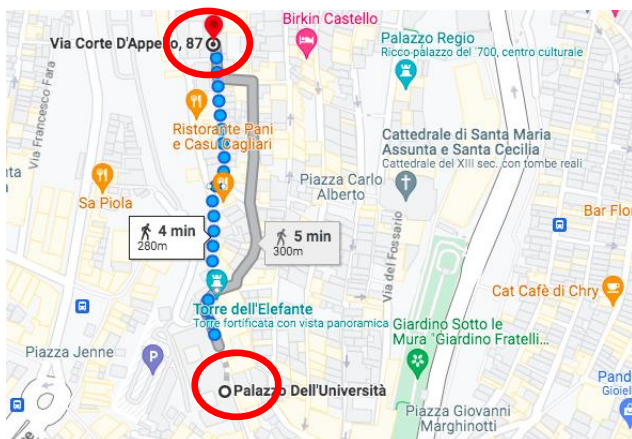 Birkin Castello
Via Corte D'Appello, 87
Palazzo Regio
Ricco palazzo del '700, centro culturale
Via Francesco Fara
Ristorante Pani
e Casu Cagliari
Cattedrale di Santa Maria
Assunta e Santa Cecilia
Cattedrale del XIII sec. con tombe reali
nta
a
Sa Piola
Piazza Carlo
Alberto
Bar Flo
4 min
280m
5 min
300m
Via del Fossario
Cat Cafè di Chry
Torre dell'Elefante
Torre fortificata con vista panoramica
Giardino Sotto le
Mura "Giardino Fratelli...
Piazza Jenne
P
Palazzo Dell'Università
Pand
Gioiel
Piazza Giovanni
Marghinotti